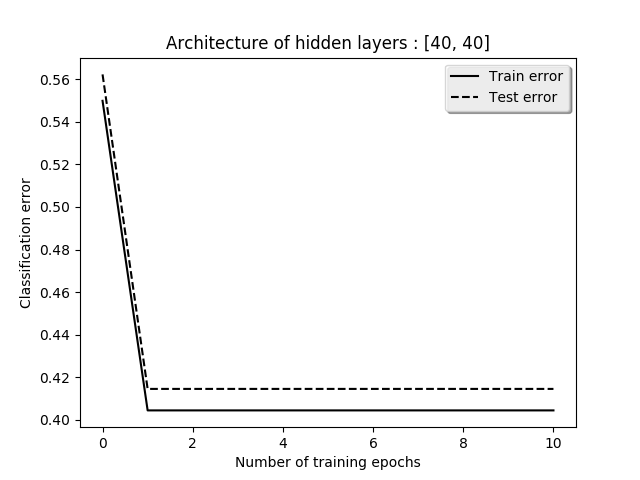 Architecture of hidden layers : [40, 40]
Train error
Test error
Classification error
0.56
0.54
0.52
0.50
0.48
0.46
0.44
0.42
0.40
0 2 4 6 8 10
Number of training epochs